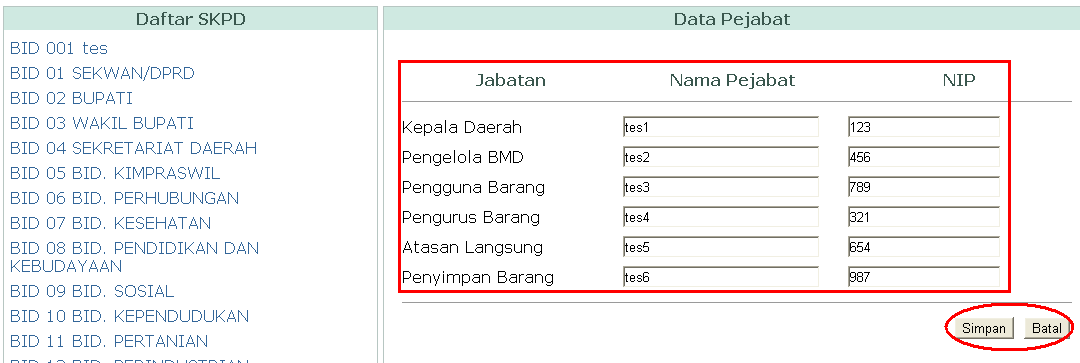 Daftar SKPD
BID 001 tes
BID 01 SEKWAN/DPRD
BID 02 BUPATI
BID 03 WAKIL BUPATI
BID 04 SEKRETARIAT DAERAH
BID 05 BID. KIMPRASWIL
BID 06 BID. PERHUBUNGAN
BID 07 BID. KESEHATAN
BID 08 BID. PENDIDIKAN DAN
KEBUDAYAAN
BID 09 BID. SOSIAL
BID 10 BID. KEPENDUDUKAN
BID 11 BID. PERTANIAN
Data Pejabat
Jabatan Nama Pejabat NIP
Kepala Daerah tes1 123
Pengelola BMD tes2 456
Pengguna Barang tes3 789
Pengurus Barang tes4 321
Atasan Langsung tes5 654
Penyimpan Barang tes6 987
Simpan Batal